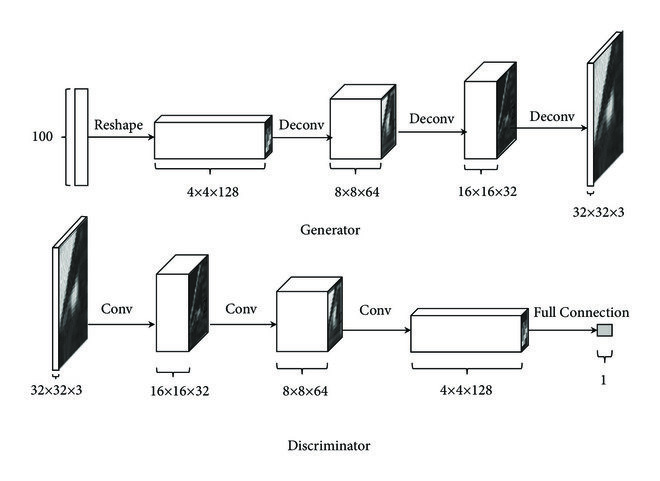 100
Reshape
Deconv
Deconv
Deconv
4×4×128
8×8×64
16×16×32
32×32×3
Generator
Conv
Conv
Conv
Full Connection
32×32×3
16×16×32
8×8×64
4×4×128
1
Discriminator